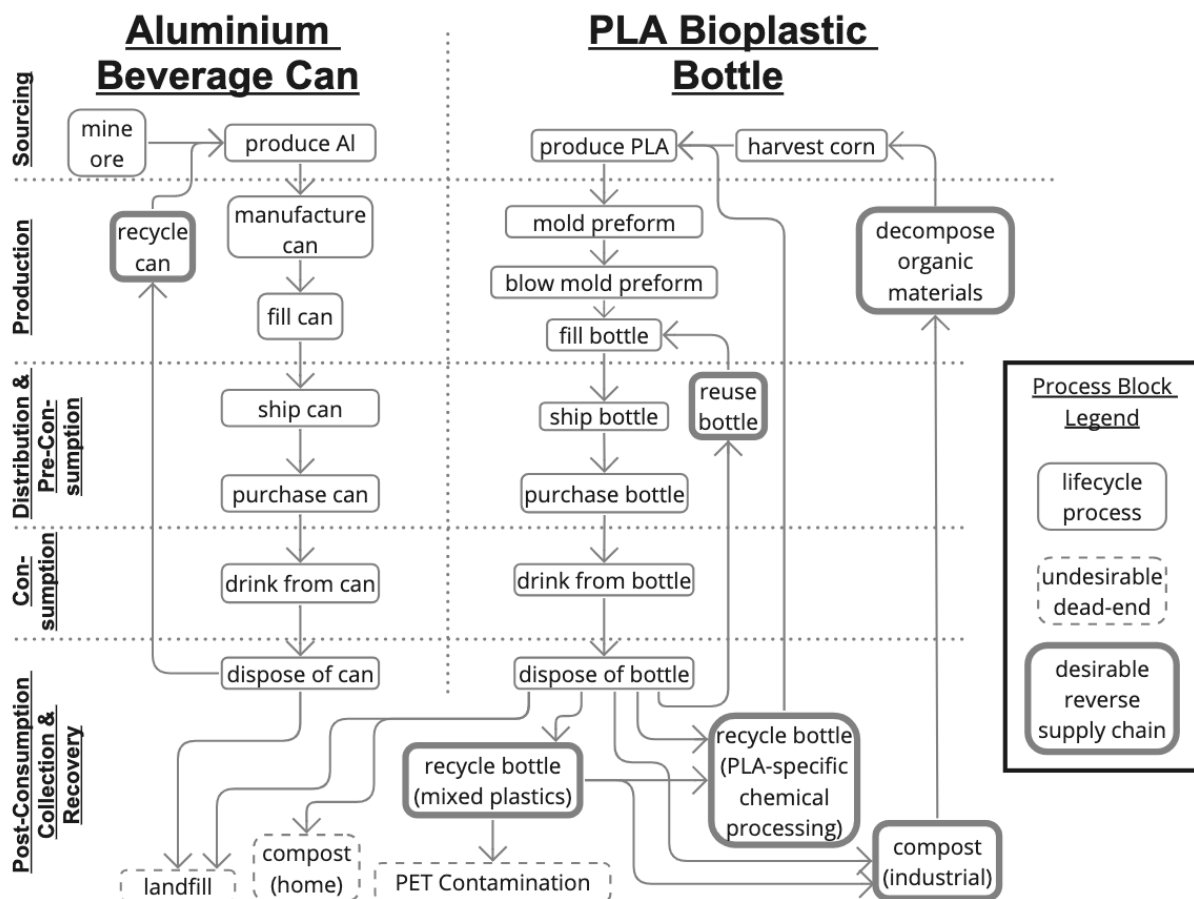 Aluminium
Beverage Can
PLA Bioplastic
Bottle
Sourcing
mine
ore
produce Al
produce PLA
harvest corn
Production
recycle
can
manufacture
can
fill can
mold preform
blow mold preform
fill bottle
decompose
organic
materials
Distribution &
Pre-Con-
sumption
ship can
purchase can
ship bottle
reuse
bottle
purchase bottle
Con-
sumption
drink from can
drink from bottle
Post-Consumption
Collection &
Recovery
dispose of can
dispose of bottle
recycle bottle
(mixed plastics)
recycle bottle
(PLA-specific
chemical
processing)
landfill
compost
(home)
PET Contamination
compost
(industrial)
Process Block
Legend
lifecycle
process
undesirable
dead-end
desirable
reverse
supply chain